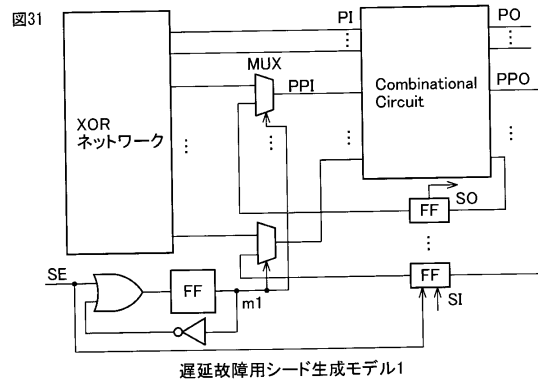 図31
PI
PO
MUX
PPI
Combinational
Circuit
PPO
XOR
ネットワーク
SO
FF
FF
SE
FF
m1
SI
遅延故障用シード生成モデル1